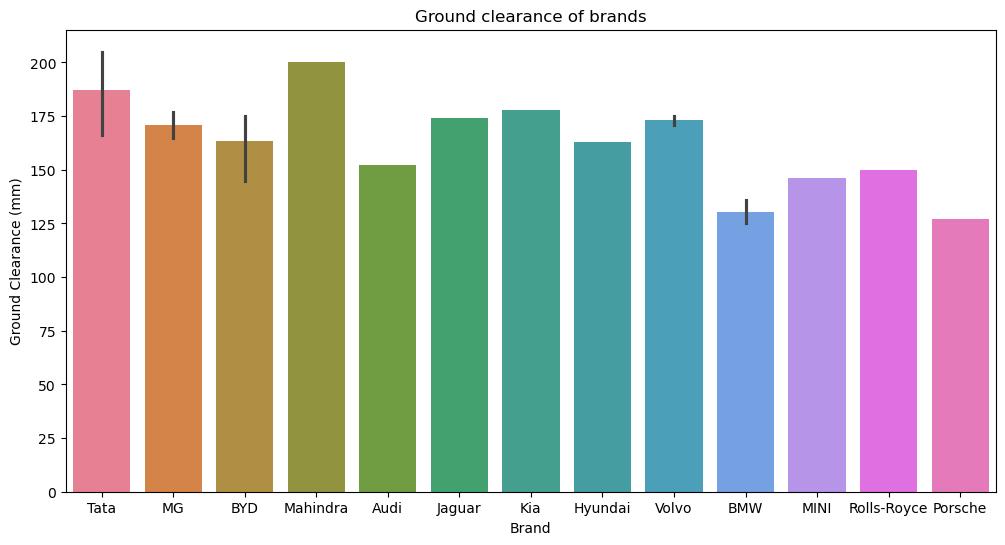 Ground clearance of brands
Ground Clearance (mm)
200
175
150
125
100
75
50
25
0
Tata MG BYD Mahindra Audi Jaguar Kia Hyundai Volvo BMW MINI Rolls-Royce Porsche
Brand